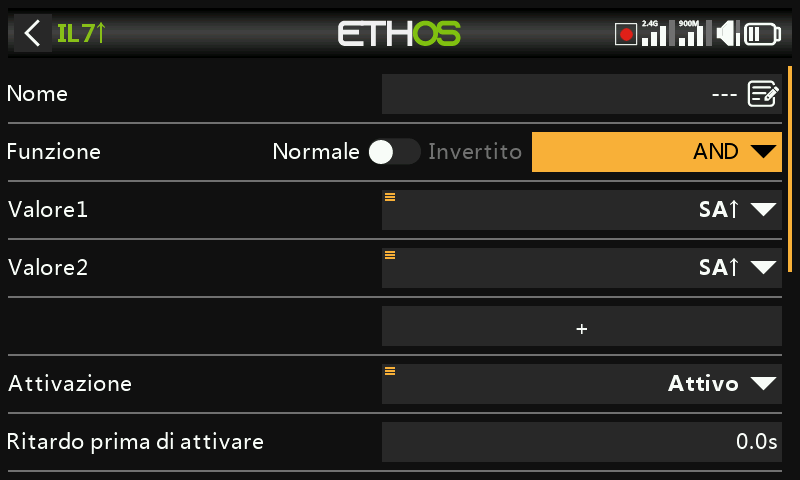 IL7↑ ETHOS 2.4G 900M
Nome ---
Funzione Normale Invertito AND
Valore1 SA↑
Valore2 SA↑
+
Attivazione Attivo
Ritardo prima di attivare 0.0s